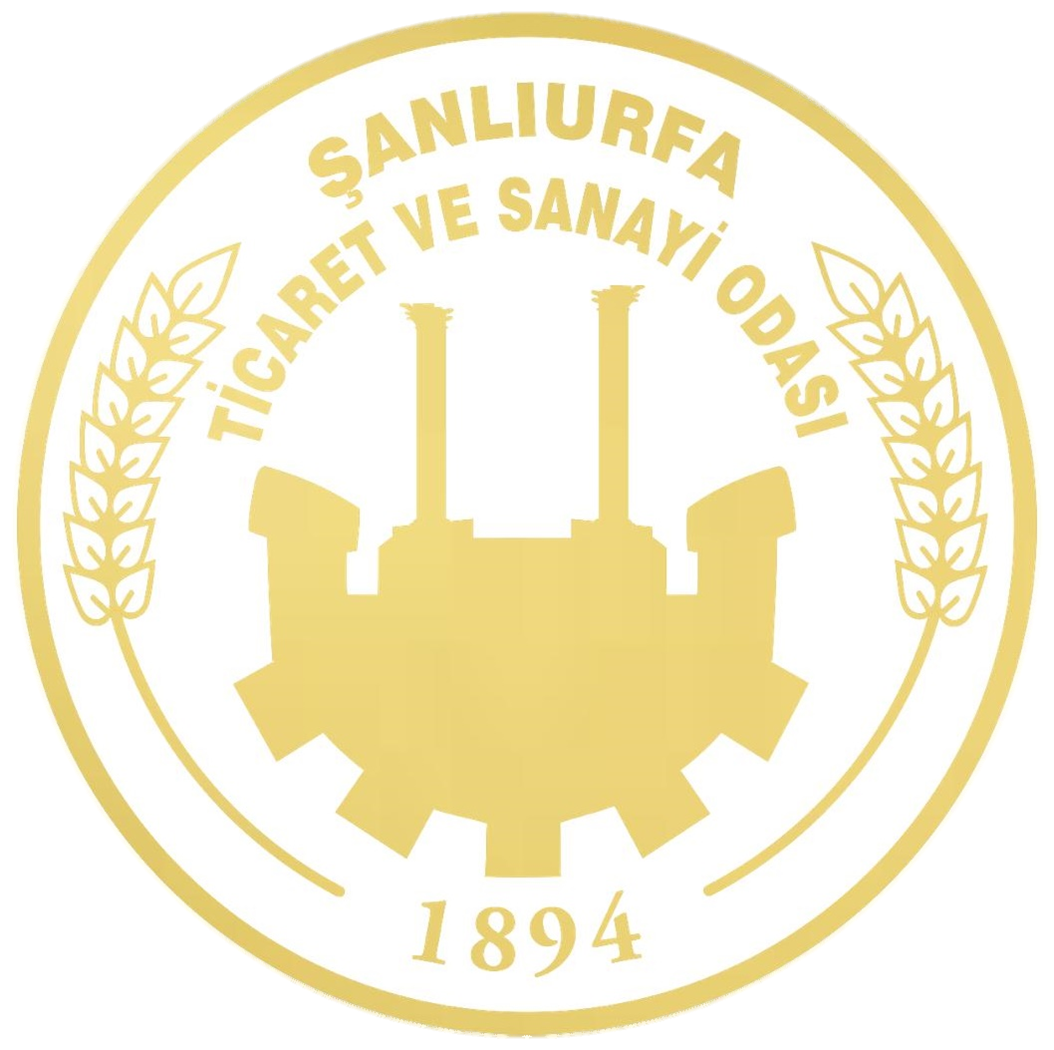 ŞANLIURFA
TİCARET VE SANAYİ ODASI
1894